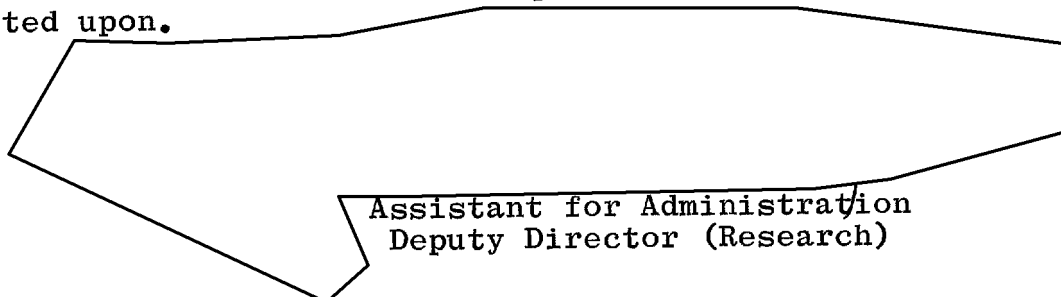 ted upon.
Assistant for Administration
Deputy Director (Research)